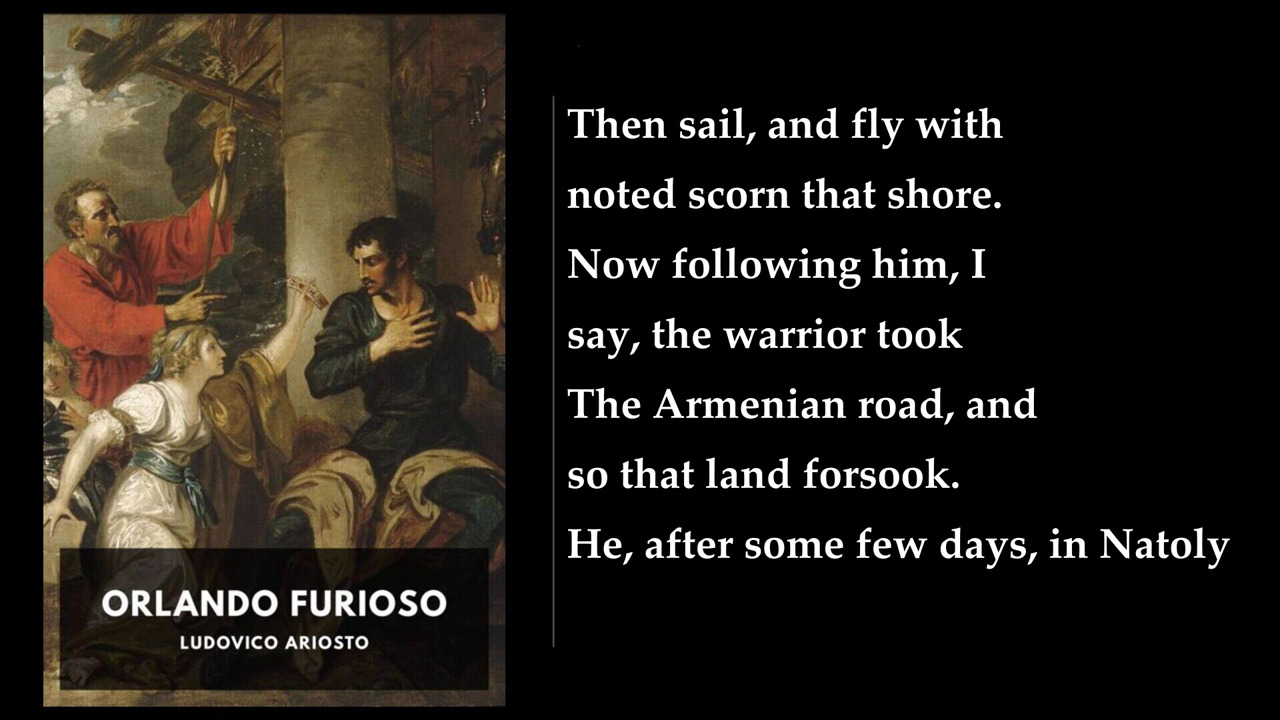 ORLANDO FURIOSO
LUDOVICO ARIOSTO
Then sail, and fly with
noted scorn that shore.
Now following him, I
say, the warrior took
The Armenian road, and
so that land forsook.
He, after some few days, in Natoly